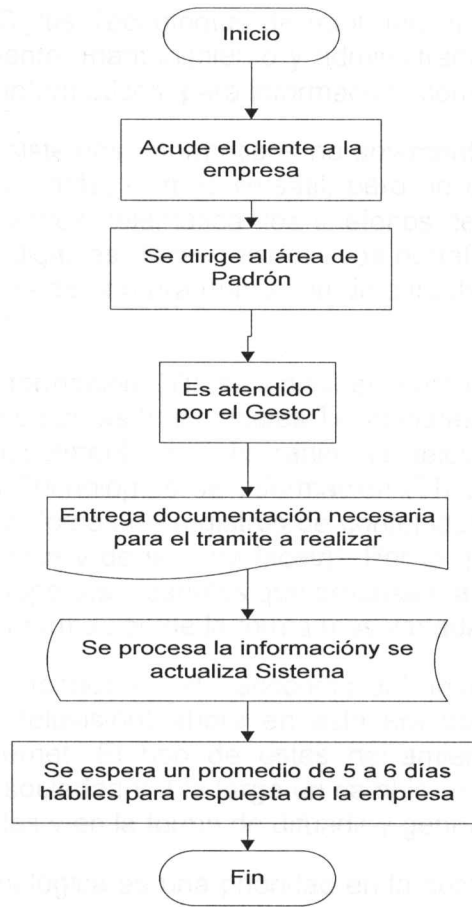 Inicio
Acude el cliente a la
empresa
Se dirige al área de
Padrón
Es atendido
por el Gestor
Entrega documentación necesaria
para el tramite a realizar
Se procesa la informacióny se
actualiza Sistema
Se espera un promedio de 5 a 6 días
hábiles para respuesta de la empresa
Fin